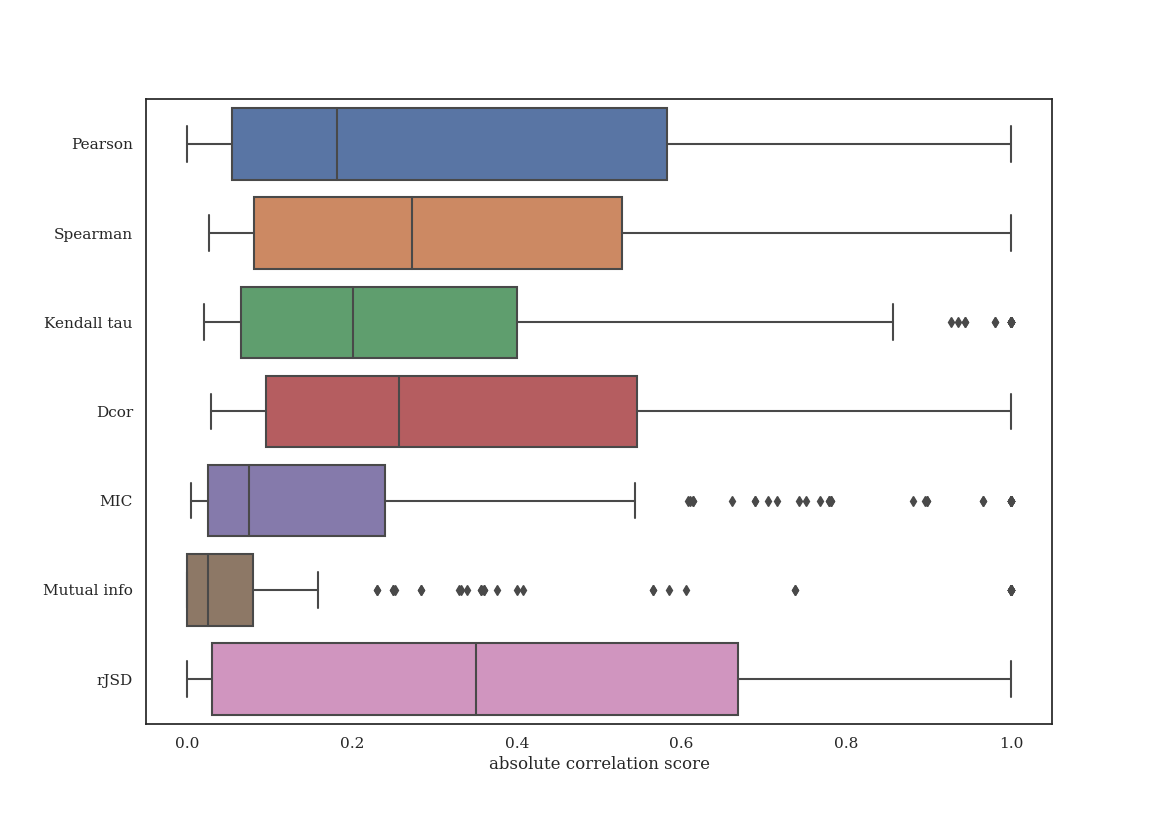 Pearson
Spearman
Kendall tau
Dcor
MIC
Mutual info
rJSD
0.0 0.2 0.4 0.6 0.8 1.0
absolute correlation score